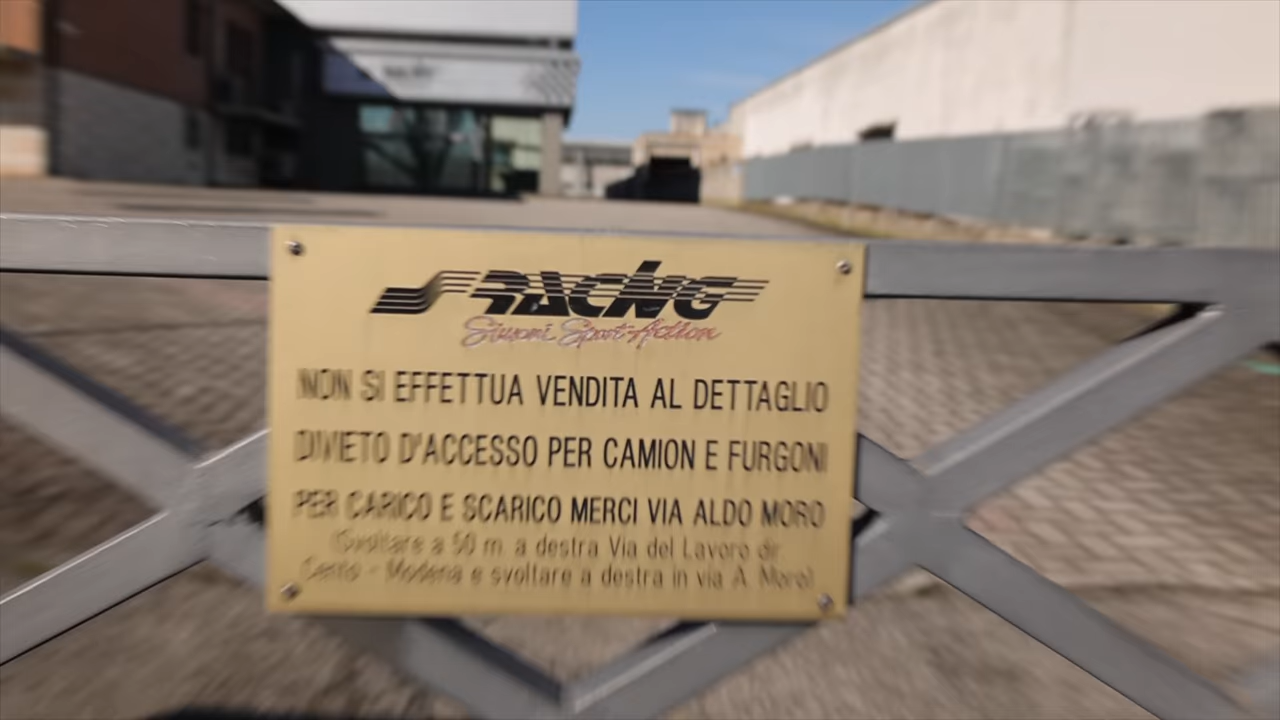 RACING
Simoni Sport-Action
NON SI EFFETTUA VENDITA AL DETTAGLIO
DIVIETO D'ACCESSO PER CAMION E FURGONI
PER CARICO E SCARICO MERCI VIA ALDO MORO
(Svoltare a 50 m. a destra Via del Lavoro dir.
Cento - Modena e svoltare a destra in via A. Moro)